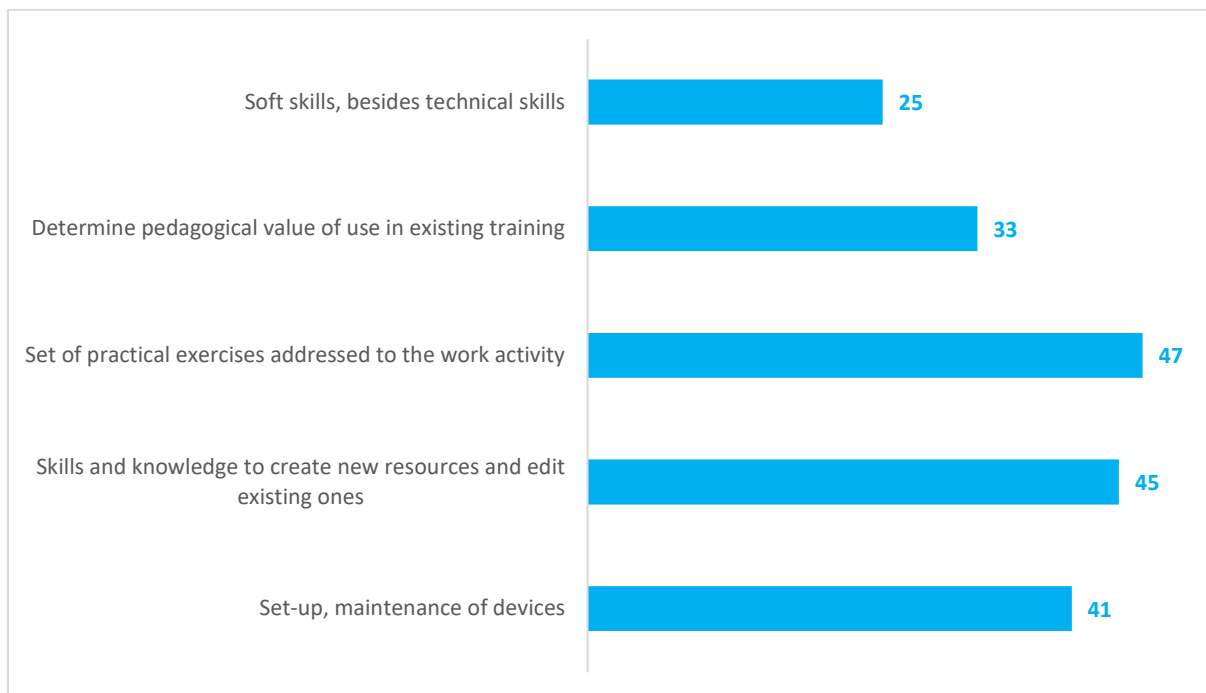 Soft skills, besides technical skills
25
Determine pedagogical value of use in existing training
33
Set of practical exercises addressed to the work activity
47
Skills and knowledge to create new resources and edit
existing ones
45
Set-up, maintenance of devices
41